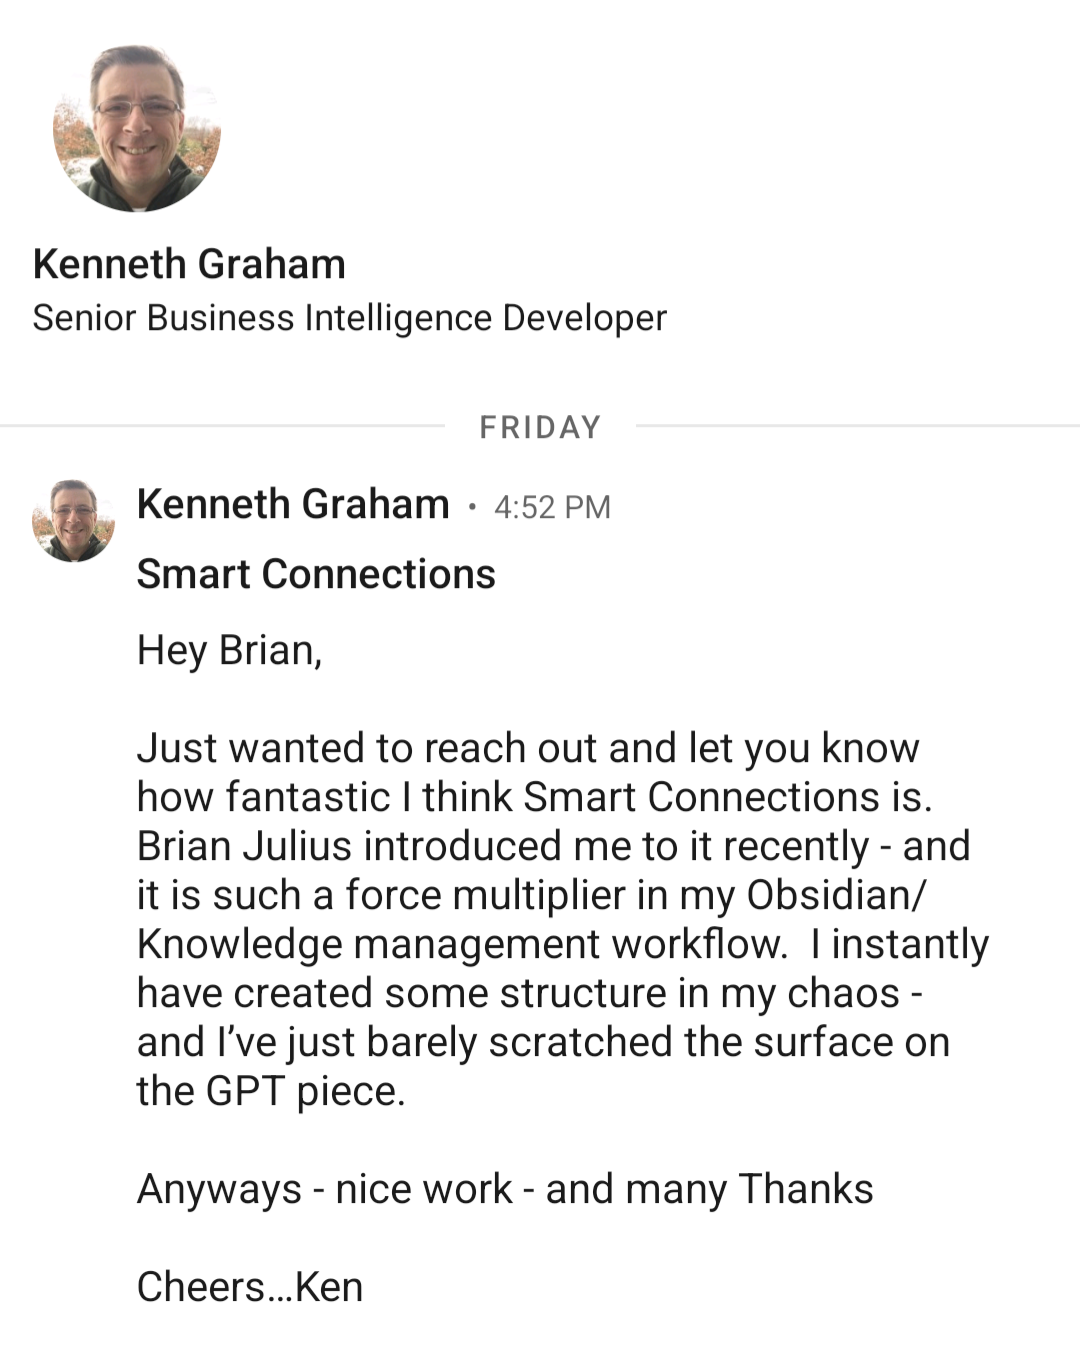 Kenneth Graham
Senior Business Intelligence Developer
FRIDAY
Kenneth Graham • 4:52 PM
Smart Connections
Hey Brian,
Just wanted to reach out and let you know
how fantastic I think Smart Connections is.
Brian Julius introduced me to it recently - and
it is such a force multiplier in my Obsidian/
Knowledge management workflow.  I instantly
have created some structure in my chaos -
and I’ve just barely scratched the surface on
the GPT piece.
Anyways - nice work - and many Thanks
Cheers...Ken